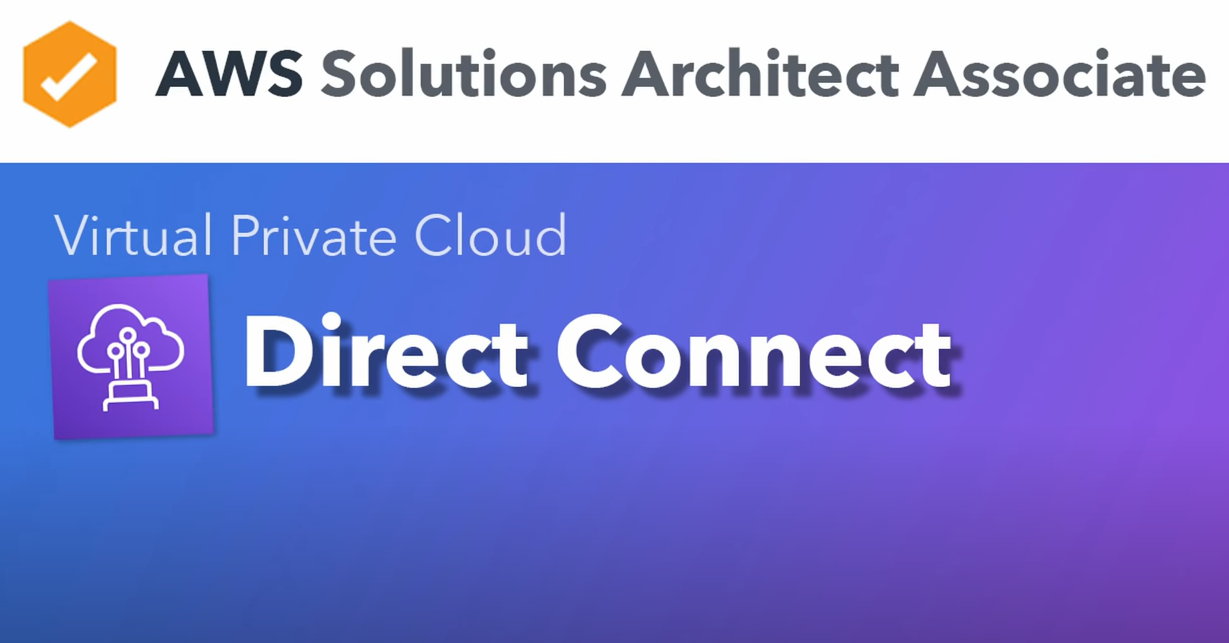 AWS Solutions Architect Associate
Virtual Private Cloud
Direct Connect